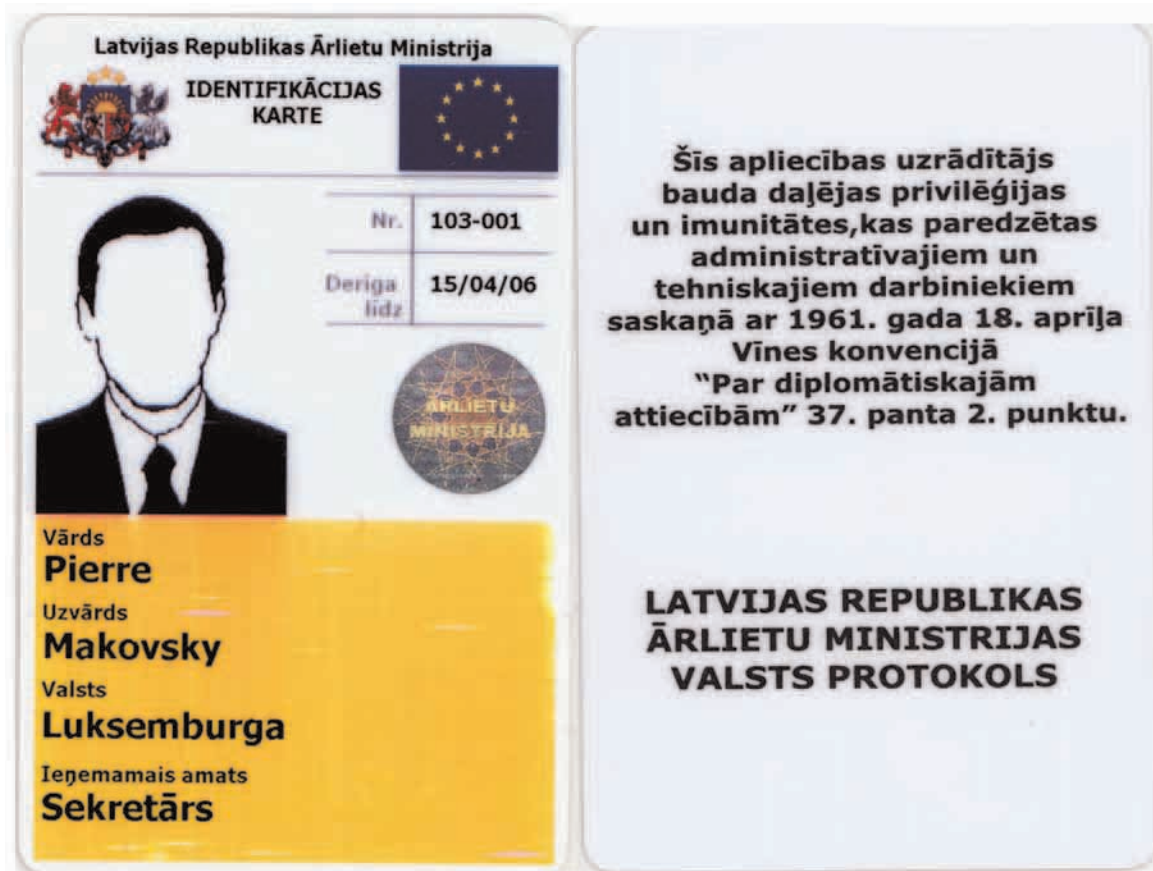 Latvijas Republikas Ārlietu Ministrija
IDENTIFIKĀCIJAS
KARTE
Nr. 103-001
Deriga 15/04/06
līdz
ĀRLIETU
MINISTRIJA
Vārds
Pierre
Uzvārds
Makovsky
Valsts
Luksemburga
Ieņemamais amats
Sekretārs
Šīs apliecības uzrādītājs
bauda daļējas privilēģijas
un imunitātes,kas paredzētas
administratīvajiem un
tehniskajiem darbiniekiem
saskaņā ar 1961. gada 18. aprīļa
Vīnes konvencijā
“Par diplomātiskajām
attiecībām” 37. panta 2. punktu.
LATVIJAS REPUBLIKAS
ĀRLIETU MINISTRIJAS
VALSTS PROTOKOLS